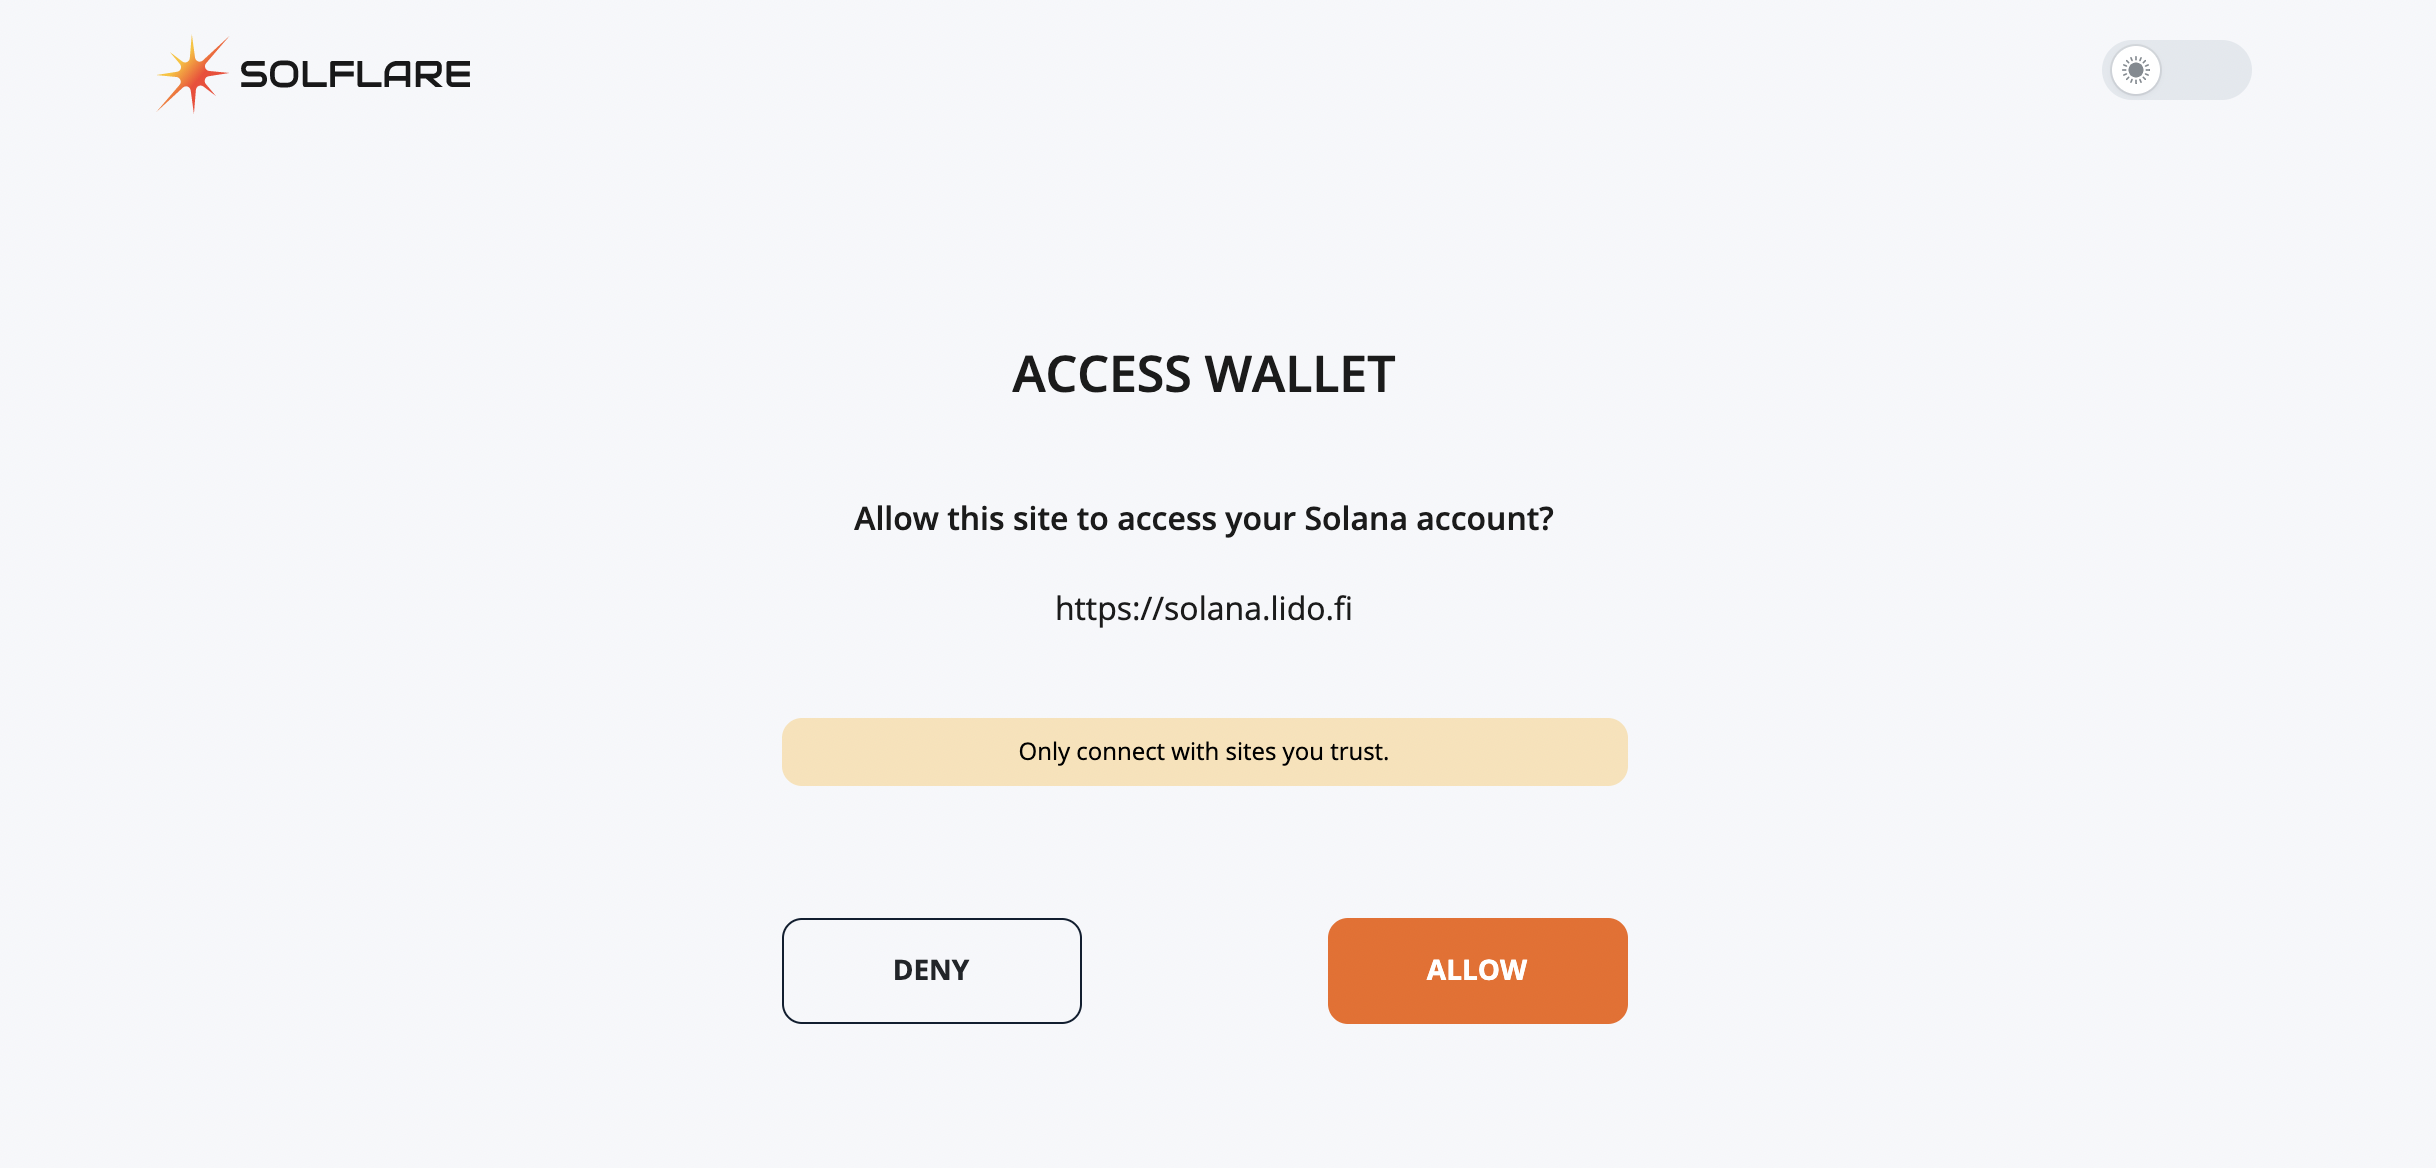 SOLFLARE
ACCESS WALLET
Allow this site to access your Solana account?
https://solana.lido.fi
Only connect with sites you trust.
DENY
ALLOW